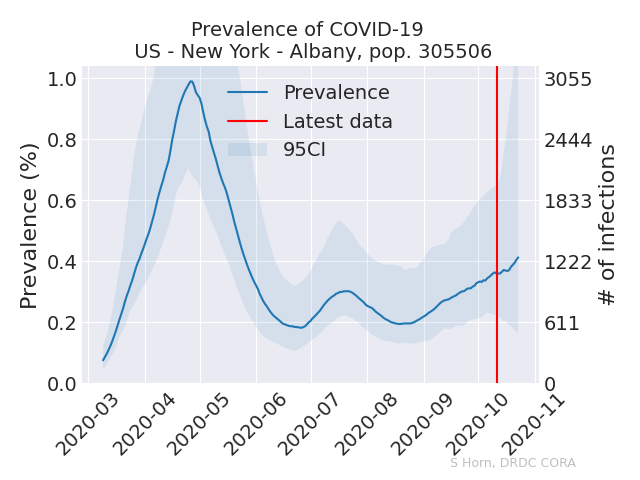 Prevalence of COVID-19
US - New York - Albany, pop. 305506
Prevalence (%)
1.0
0.8
0.6
0.4
0.2
0.0
Prevalence
Latest data
95CI
3055
2444
1833
1222
611
0
# of infections
2020-03
2020-04
2020-05
2020-06
2020-07
2020-08
2020-09
2020-10
2020-11
S Horn, DRDC CORA